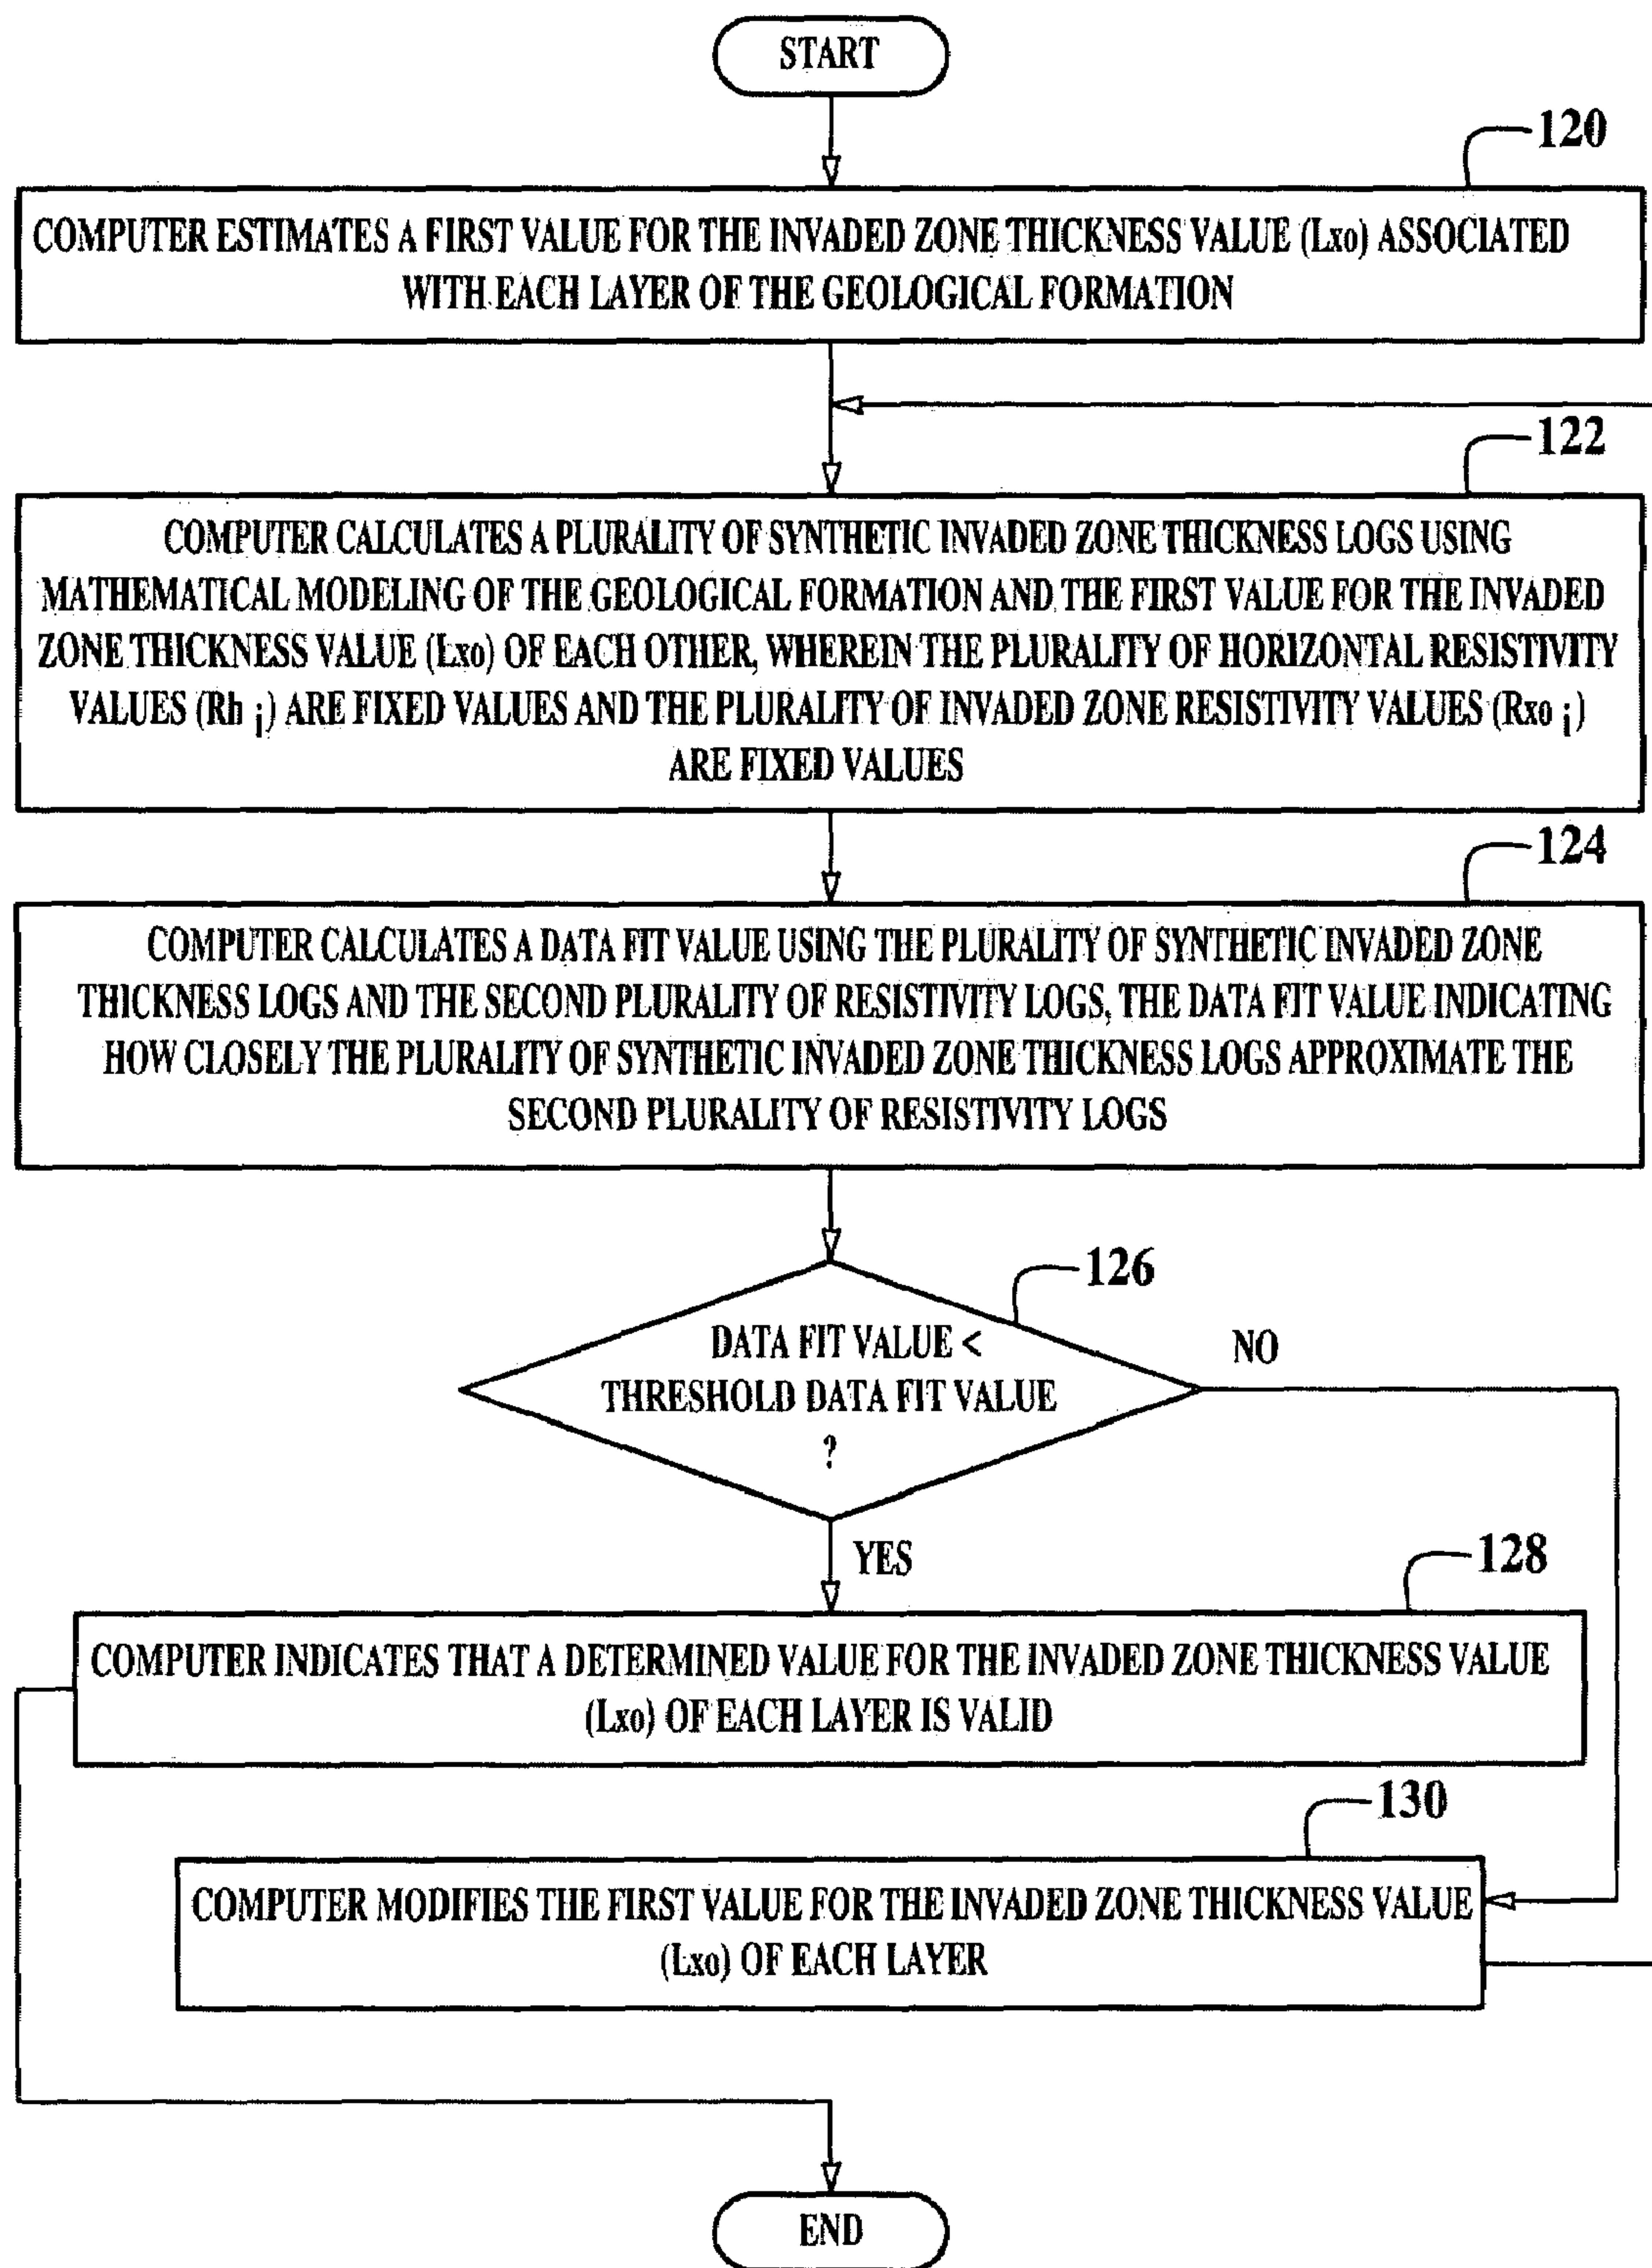 START
120
COMPUTER ESTIMATES A FIRST VALUE FOR THE INVADED ZONE THICKNESS VALUE (Lxo) ASSOCIATED
WITH EACH LAYER OF THE GEOLOGICAL FORMATION
122
COMPUTER CALCULATES A PLURALITY OF SYNTHETIC INVADED ZONE THICKNESS LOGS USING
MATHEMATICAL MODELING OF THE GEOLOGICAL FORMATION AND THE FIRST VALUE FOR THE INVADED
ZONE THICKNESS VALUE (Lxo) OF EACH OTHER, WHEREIN THE PLURALITY OF HORIZONTAL RESISTIVITY
VALUES (Rh i) ARE FIXED VALUES AND THE PLURALITY OF INVADED ZONE RESISTIVITY VALUES (Rxo i)
ARE FIXED VALUES
124
COMPUTER CALCULATES A DATA FIT VALUE USING THE PLURALITY OF SYNTHETIC INVADED ZONE
THICKNESS LOGS AND THE SECOND PLURALITY OF RESISTIVITY LOGS, THE DATA FIT VALUE INDICATING
HOW CLOSELY THE PLURALITY OF SYNTHETIC INVADED ZONE THICKNESS LOGS APPROXIMATE THE
SECOND PLURALITY OF RESISTIVITY LOGS
126
DATA FIT VALUE <
THRESHOLD DATA FIT VALUE
?
NO
YES
128
COMPUTER INDICATES THAT A DETERMINED VALUE FOR THE INVADED ZONE THICKNESS VALUE
(Lxo) OF EACH LAYER IS VALID
130
COMPUTER MODIFIES THE FIRST VALUE FOR THE INVADED ZONE THICKNESS VALUE
(Lxo) OF EACH LAYER
END